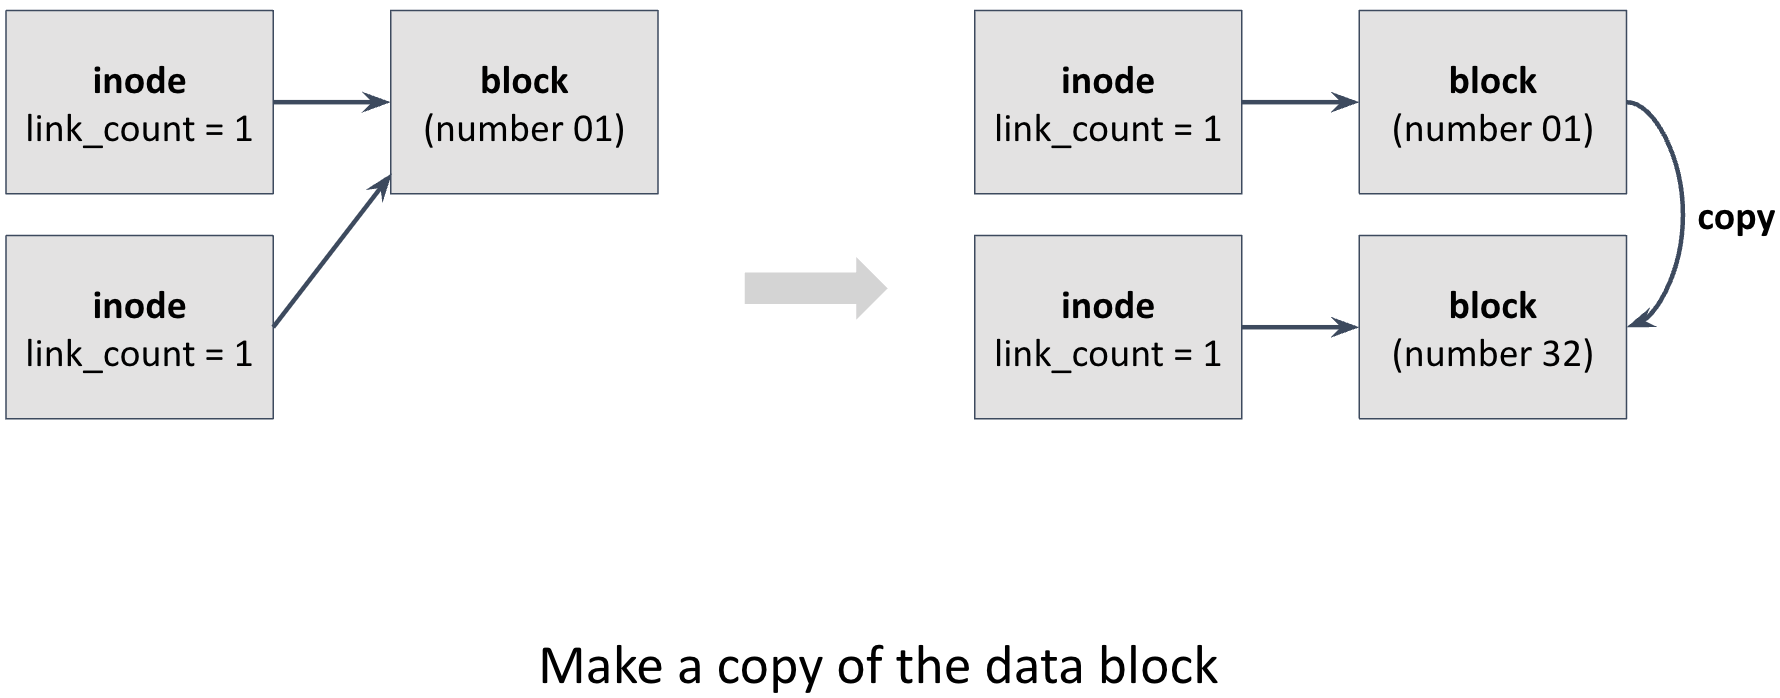 inode
link_count = 1
block
(number 01)
inode
link_count = 1
inode
link_count = 1
block
(number 01)
copy
inode
link_count = 1
block
(number 32)
Make a copy of the data block